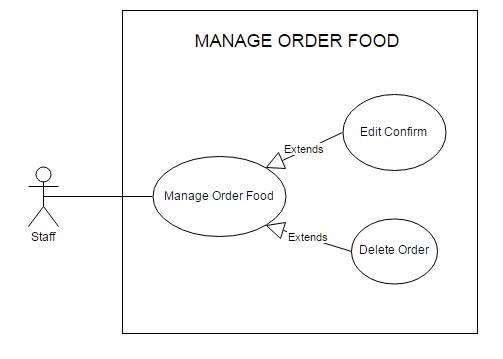 MANAGE ORDER FOOD
Edit Confirm
Extends
Manage Order Food
Staff
Extends
Delete Order